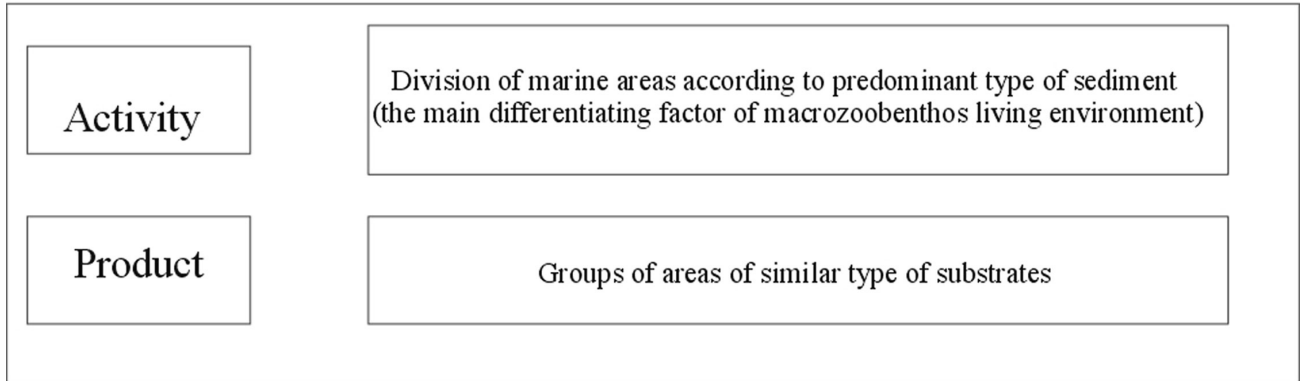 Activity
Division of marine areas according to predominant type of sediment
(the main differentiating factor of macrozoobenthos living environment)
Product
Groups of areas of similar type of substrates